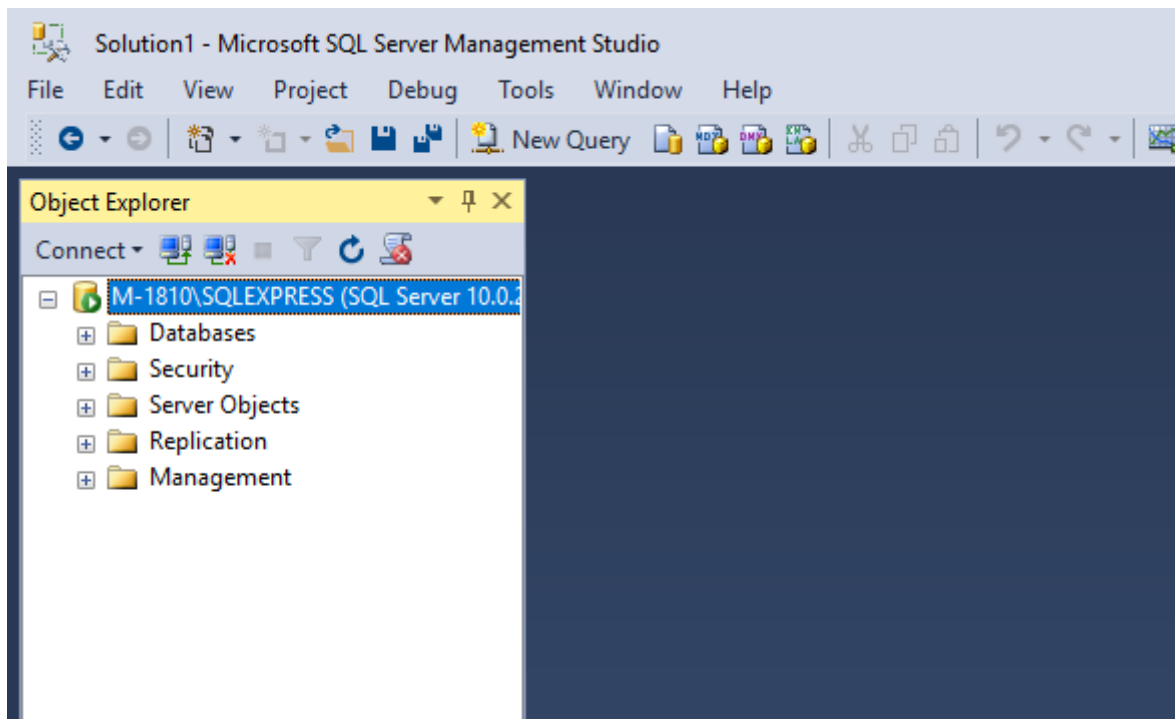 Solution1 - Microsoft SQL Server Management Studio
File Edit View Project Debug Tools Window Help
New Query
Object Explorer
Connect
M-1810\SQLEXPRESS (SQL Server 10.0.2
Databases
Security
Server Objects
Replication
Management